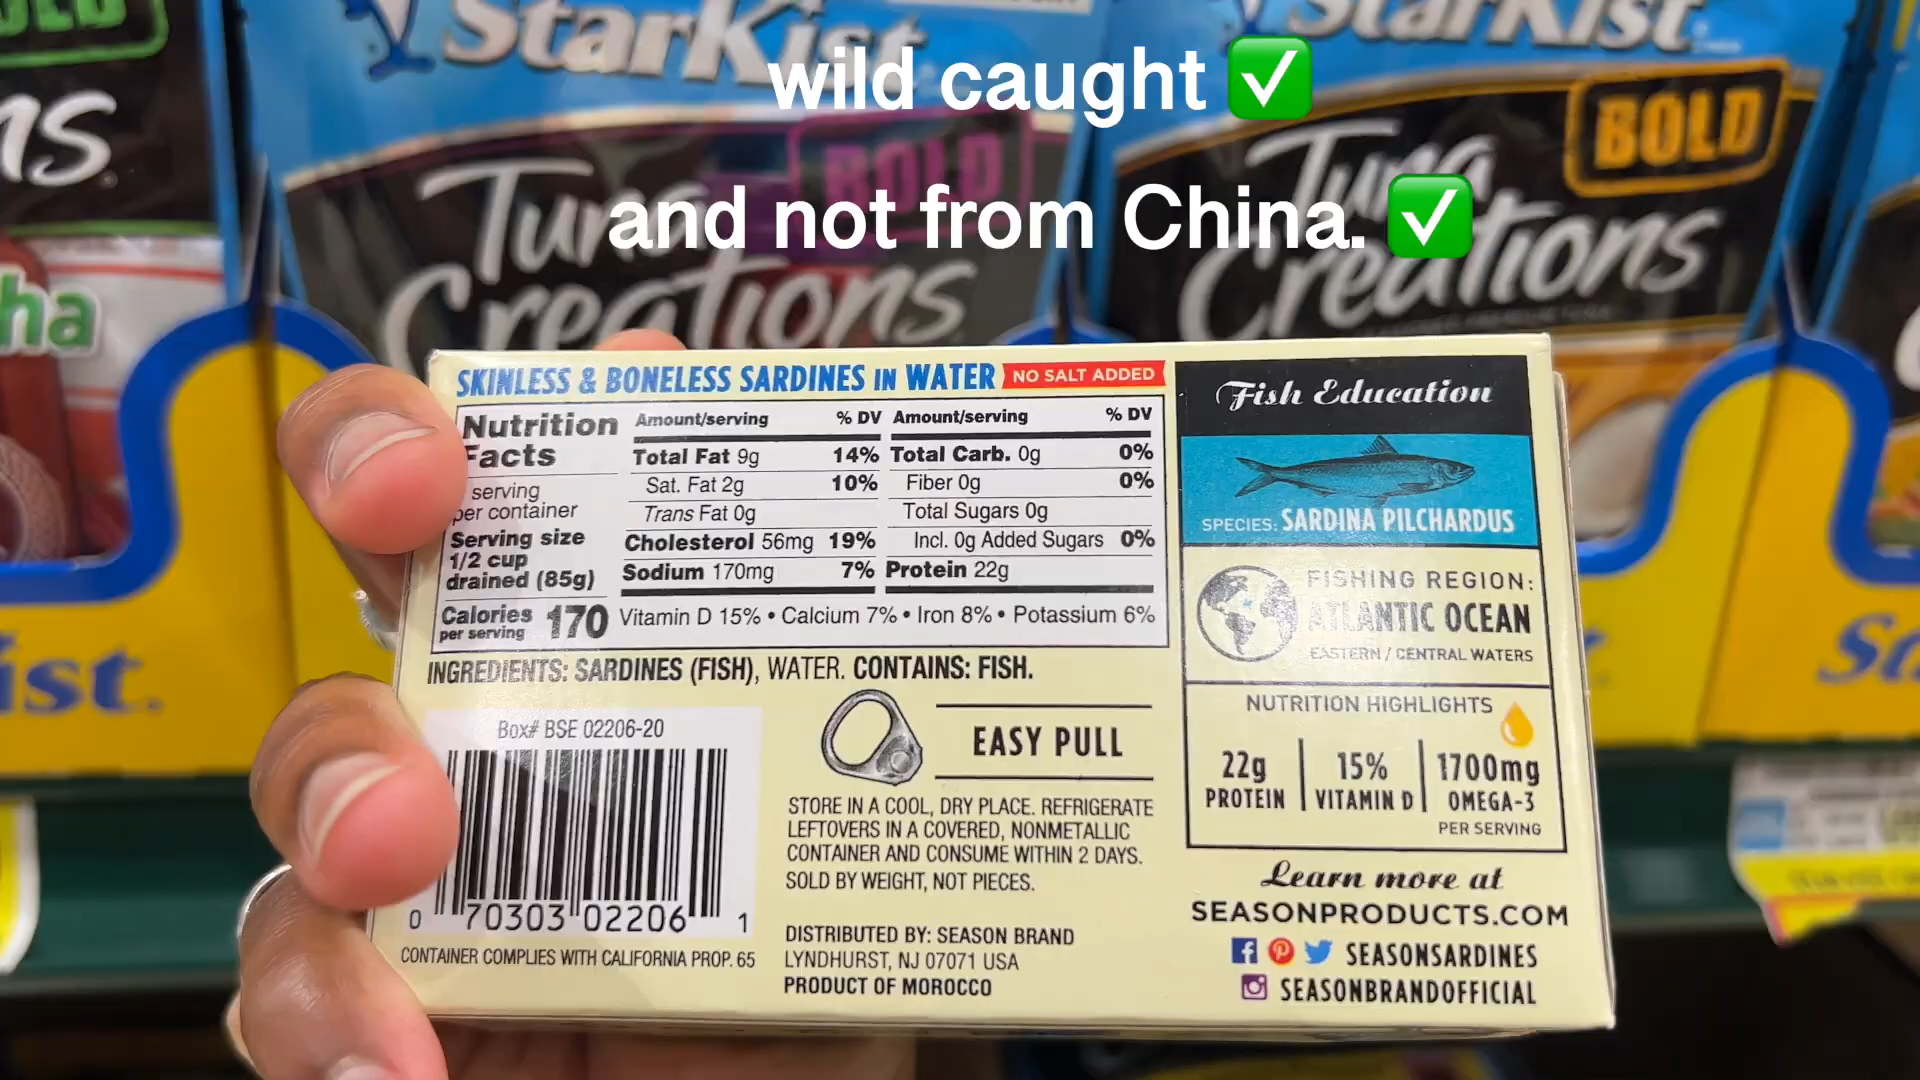 StarKist
StarKist
wild caught ✅
and not from China. ✅
BOLD
BOLD
Tuna
Creations
Tuna
Creations
SKINLESS & BONELESS SARDINES IN WATER NO SALT ADDED
Nutrition Facts
serving
per container
Serving size
1/2 cup
drained (85g)
Calories 170
per serving
Amount/serving % DV
Total Fat 9g 14%
Sat. Fat 2g 10%
Trans Fat 0g
Cholesterol 56mg 19%
Sodium 170mg 7%
Amount/serving % DV
Total Carb. 0g 0%
Fiber 0g 0%
Total Sugars 0g
Incl. 0g Added Sugars 0%
Protein 22g
Vitamin D 15% • Calcium 7% • Iron 8% • Potassium 6%
INGREDIENTS: SARDINES (FISH), WATER. CONTAINS: FISH.
Box# BSE 02206-20
0 70303 02206 1
CONTAINER COMPLIES WITH CALIFORNIA PROP. 65
EASY PULL
STORE IN A COOL, DRY PLACE. REFRIGERATE
LEFTOVERS IN A COVERED, NONMETALLIC
CONTAINER AND CONSUME WITHIN 2 DAYS.
SOLD BY WEIGHT, NOT PIECES.
DISTRIBUTED BY: SEASON BRAND
LYNDHURST, NJ 07071 USA
PRODUCT OF MOROCCO
Fish Education
SPECIES: SARDINA PILCHARDUS
FISHING REGION:
ATLANTIC OCEAN
EASTERN / CENTRAL WATERS
NUTRITION HIGHLIGHTS
22g PROTEIN
15% VITAMIN D
1700mg OMEGA-3
PER SERVING
Learn more at
SEASONPRODUCTS.COM
SEASONSARDINES
SEASONBRANDOFFICIAL